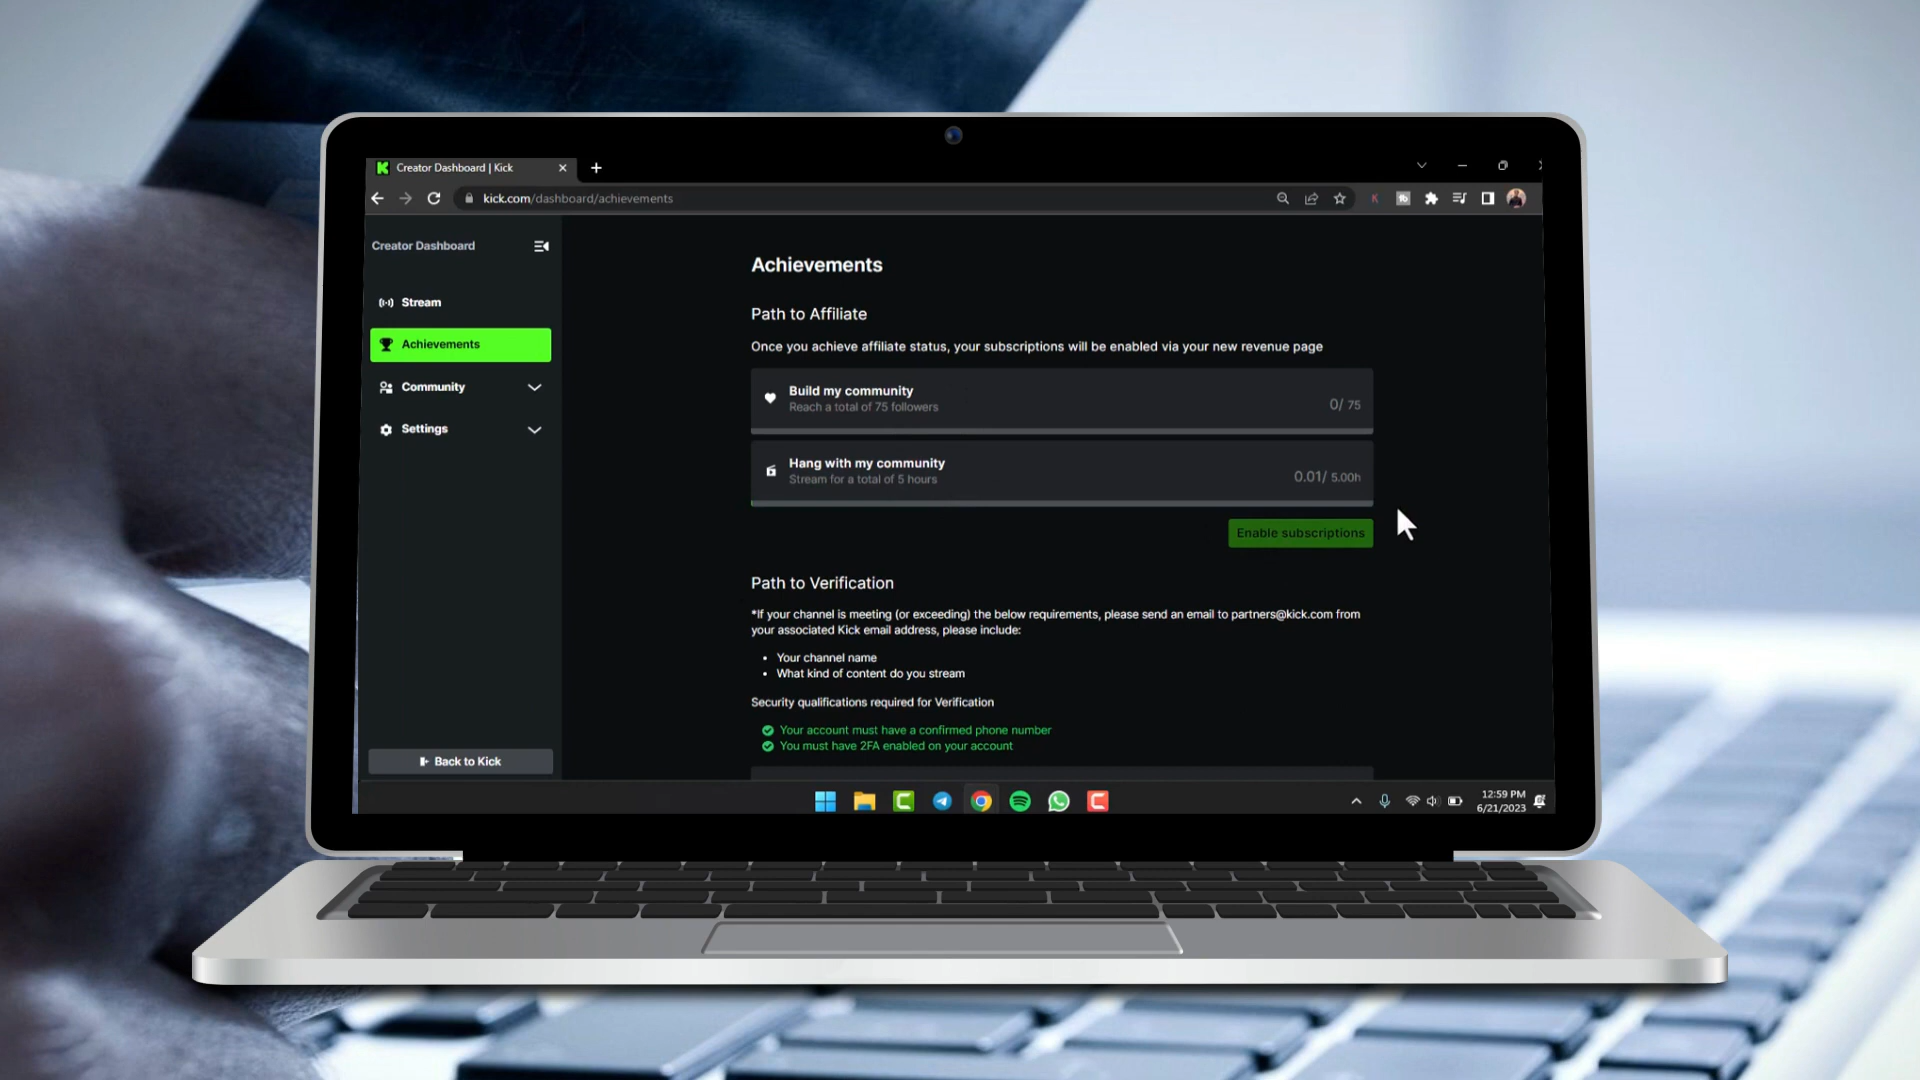 Creator Dashboard | Kick
kick.com/dashboard/achievements
Creator Dashboard
Stream
Achievements
Community
Settings
Back to Kick
Achievements
Path to Affiliate
Once you achieve affiliate status, your subscriptions will be enabled via your new revenue page
Build my community
Reach a total of 75 followers
0/ 75
Hang with my community
Stream for a total of 5 hours
0.01/ 5.00h
Enable subscriptions
Path to Verification
*If your channel is meeting (or exceeding) the below requirements, please send an email to partners@kick.com from
your associated Kick email address, please include:
• Your channel name
• What kind of content do you stream
Security qualifications required for Verification
Your account must have a confirmed phone number
You must have 2FA enabled on your account
12:59 PM
6/21/2023